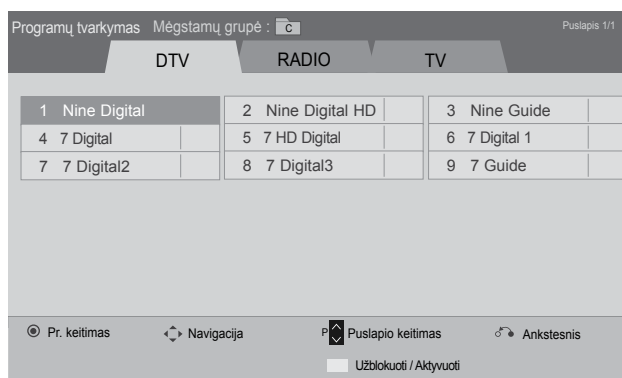 Programų tvarkymas Mėgstamų grupė : C Puslapis 1/1
DTV RADIO TV
1 Nine Digital 2 Nine Digital HD 3 Nine Guide
4 7 Digital 5 7 HD Digital 6 7 Digital 1
7 7 Digital2 8 7 Digital3 9 7 Guide
Pr. keitimas Navigacija P Puslapio keitimas Ankstesnis
Užblokuoti / Aktyvuoti